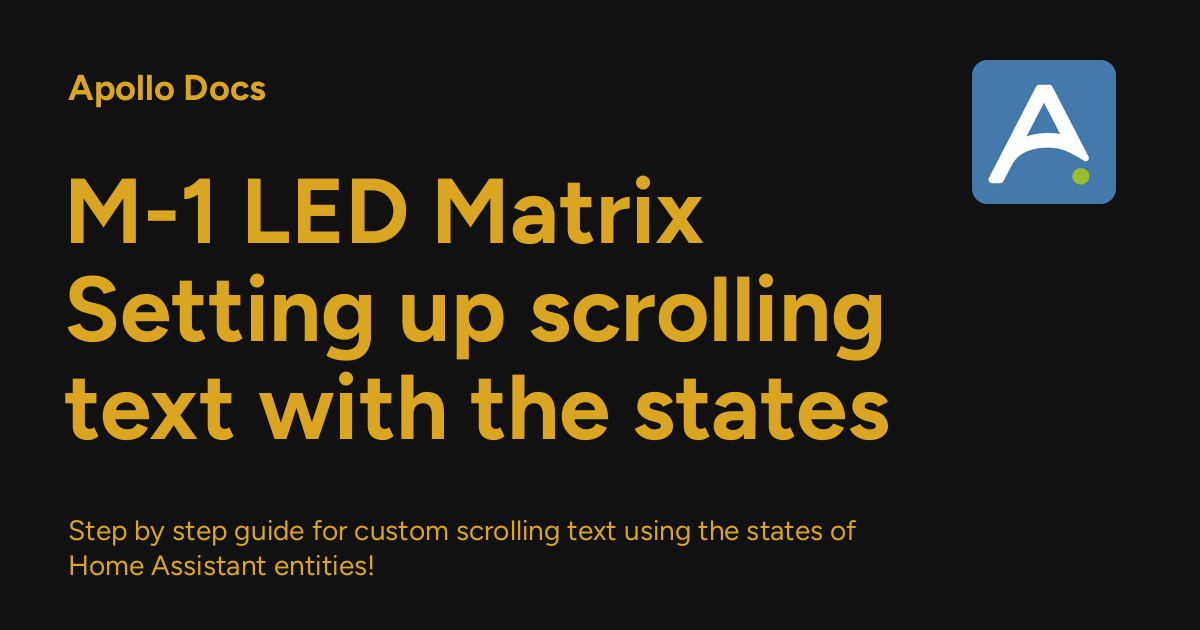 Apollo Docs
M-1 LED Matrix
Setting up scrolling
text with the states
Step by step guide for custom scrolling text using the states of
Home Assistant entities!